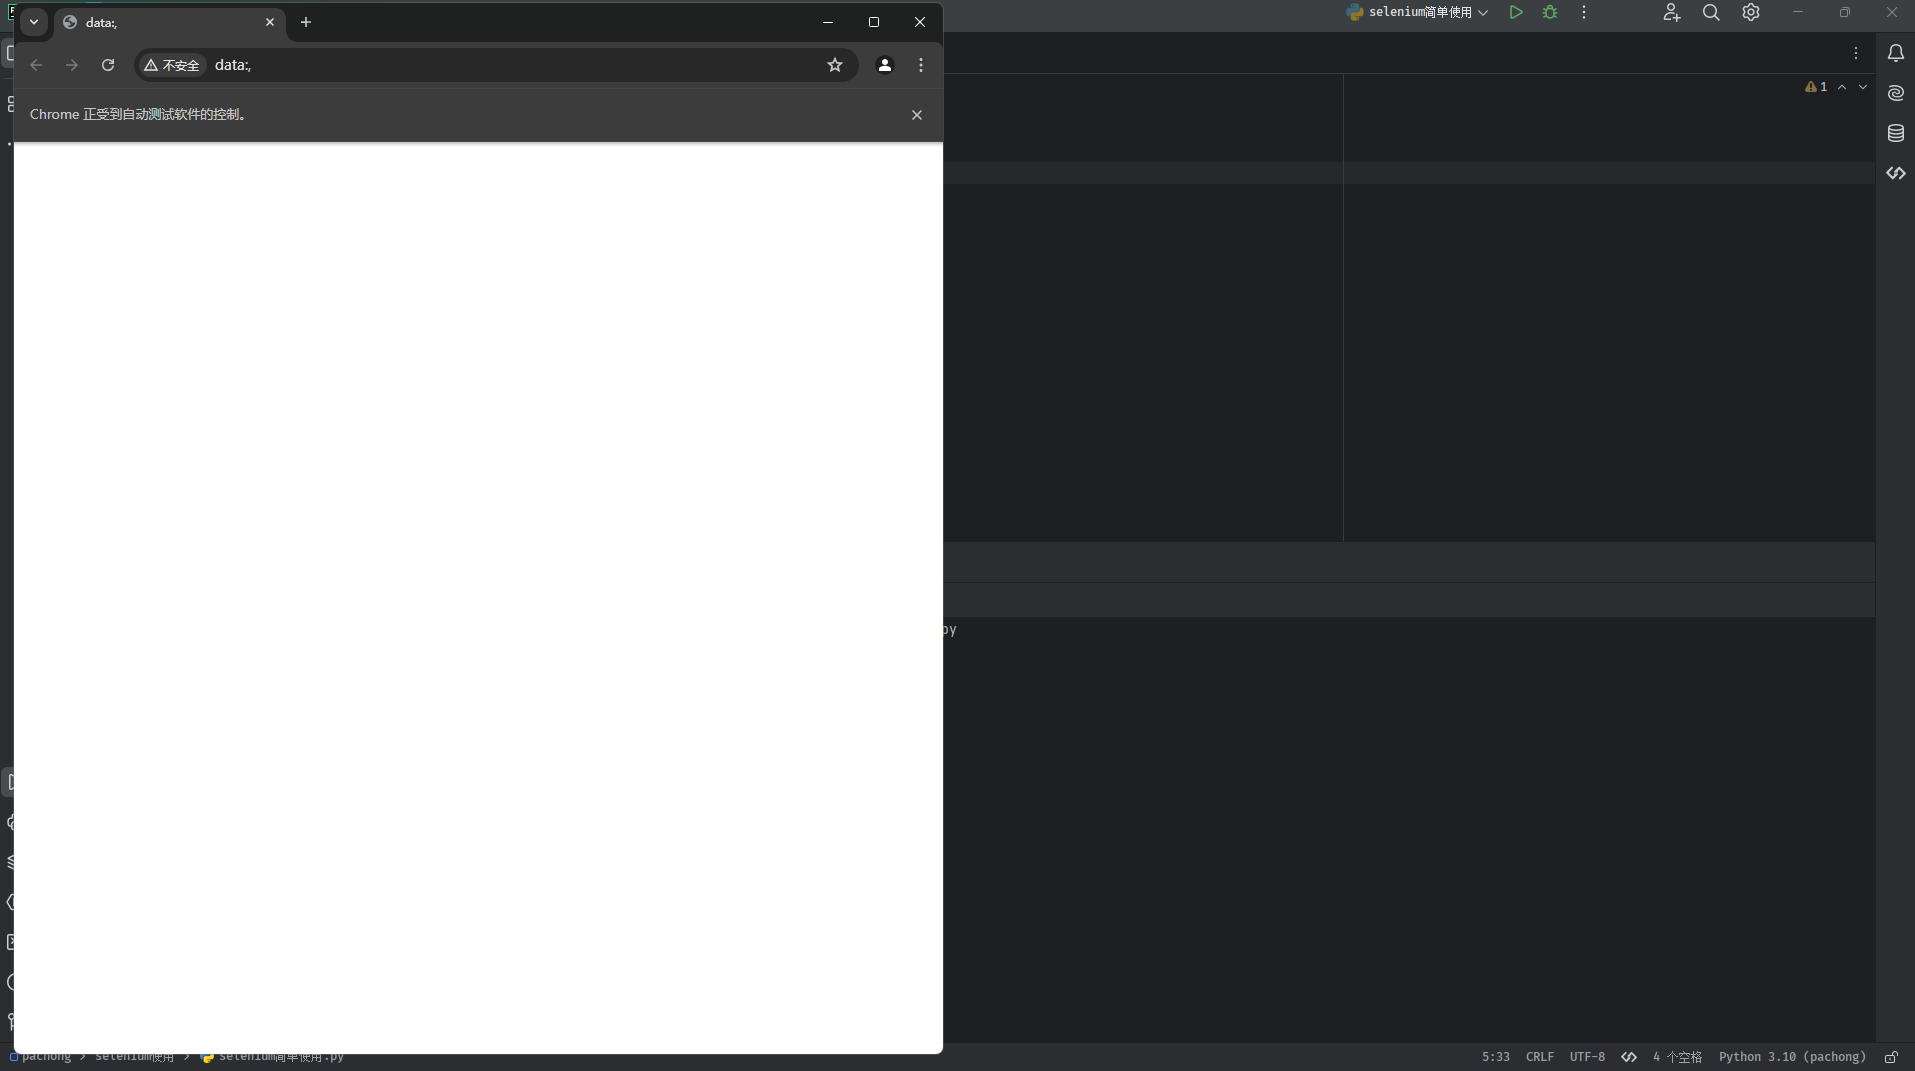 data:,
selenium简单使用
不安全 data:,
1
Chrome 正受到自动测试软件的控制。
py
pachong > selenium使用 > selenium简单使用.py
5:33 CRLF UTF-8 4 个空格 Python 3.10 (pachong)